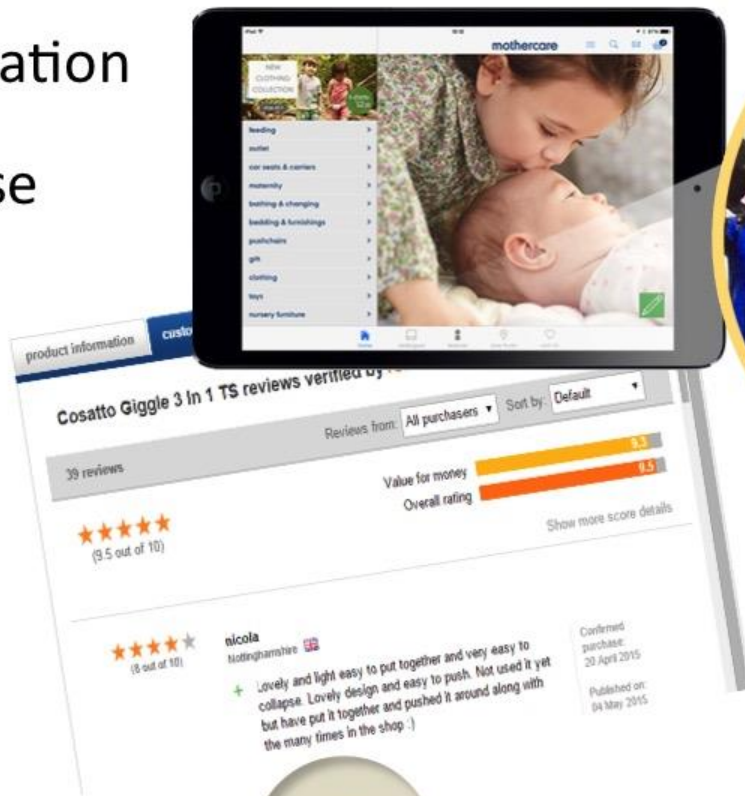 ation
se
mothercare
NEW
CLOTHING
COLLECTION
feeding
outlet
car seats & carriers
maternity
bathing & changing
bedding & furnishings
pushchairs
gift
clothing
toys
nursery furniture
product information
custo
Cosatto Giggle 3 In 1 TS reviews verified by
39 reviews
Reviews from: All purchasers Sort by: Default
(9.5 out of 10)
Value for money 9.3
Overall rating 9.5
Show more score details
(8 out of 10)
nicola
Nottinghamshire
+ Lovely and light easy to put together and very easy to
collapse. Lovely design and easy to push. Not used it yet
but have put it together and pushed it around along with
the many times in the shop :)
Confirmed
purchase:
20 April 2015
Published on:
04 May 2015